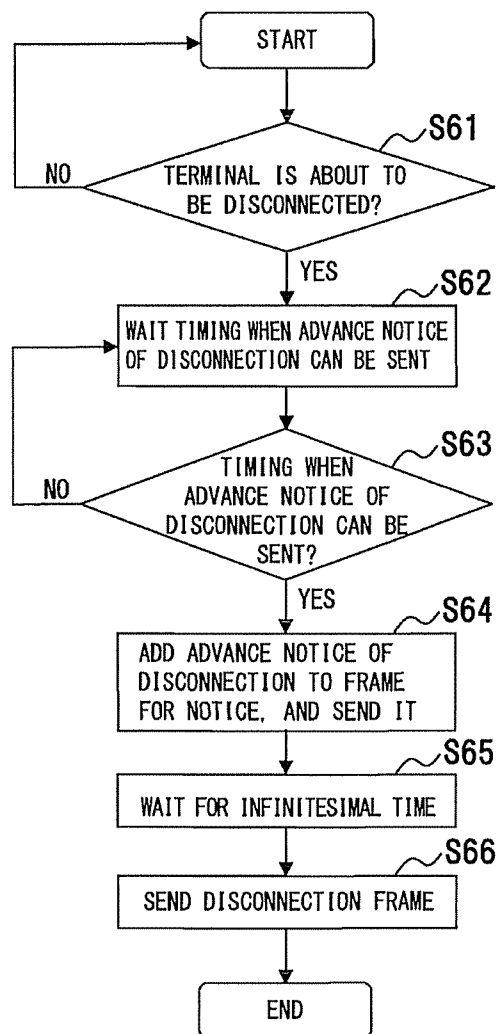 START
S61
NO
TERMINAL IS ABOUT TO
BE DISCONNECTED?
YES
S62
WAIT TIMING WHEN ADVANCE NOTICE
OF DISCONNECTION CAN BE SENT
S63
NO
TIMING WHEN
ADVANCE NOTICE OF
DISCONNECTION CAN BE
SENT?
YES
S64
ADD ADVANCE NOTICE OF
DISCONNECTION TO FRAME
FOR NOTICE, AND SEND IT
S65
WAIT FOR INFINITESIMAL TIME
S66
SEND DISCONNECTION FRAME
END